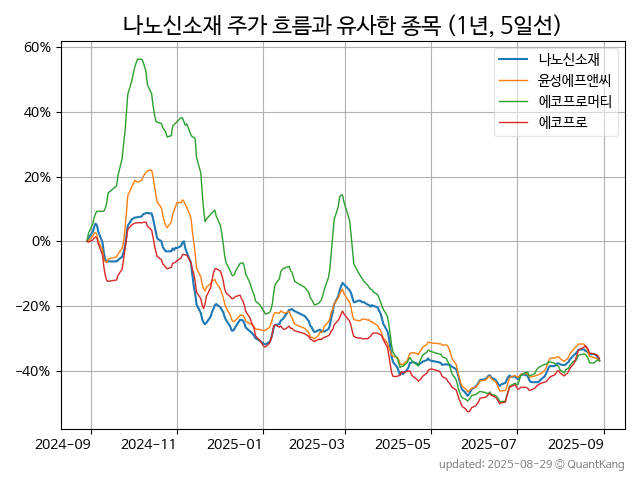 나노신소재 주가 흐름과 유사한 종목 (1년, 5일선)
나노신소재
윤성에프앤씨
에코프로머티
에코프로
60%
40%
20%
0%
−20%
−40%
2024-09 2024-11 2025-01 2025-03 2025-05 2025-07 2025-09
updated: 2025-08-29 © QuantKang